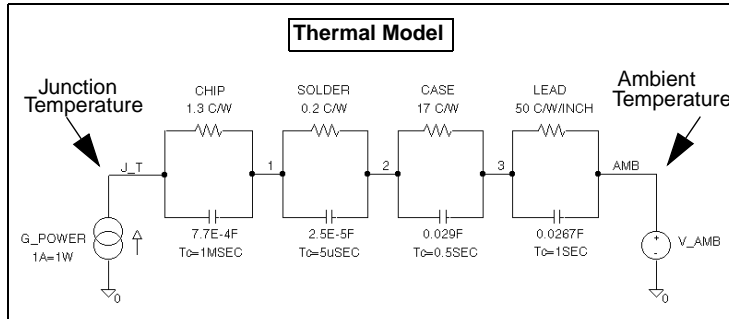 Thermal Model
Junction
Temperature
Ambient
Temperature
CHIP
1.3 C/W
SOLDER
0.2 C/W
CASE
17 C/W
LEAD
50 C/W/INCH
J_T
1
2
3
AMB
7.7E-4F
Tc=1MSEC
2.5E-5F
Tc=5uSEC
0.029F
Tc=0.5SEC
0.0267F
Tc=1SEC
G_POWER
1A=1W
+
-
V_AMB
0
0